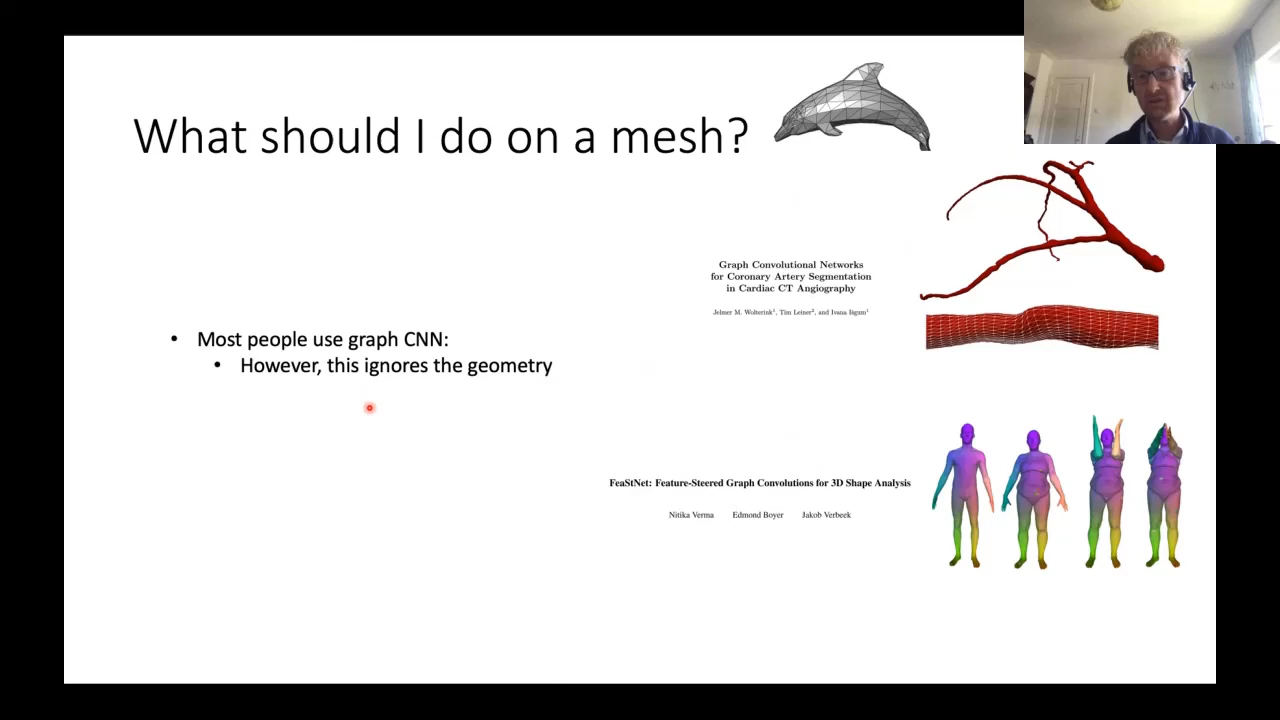 What should I do on a mesh?
Graph Convolutional Networks
for Coronary Artery Segmentation
in Cardiac CT Angiography
Jelmer M. Wolterink¹, Tim Leiner², and Ivana Išgum¹
• Most people use graph CNN:
• However, this ignores the geometry
FeaStNet: Feature-Steered Graph Convolutions for 3D Shape Analysis
Nitika Verma Edmond Boyer Jakob Verbeek